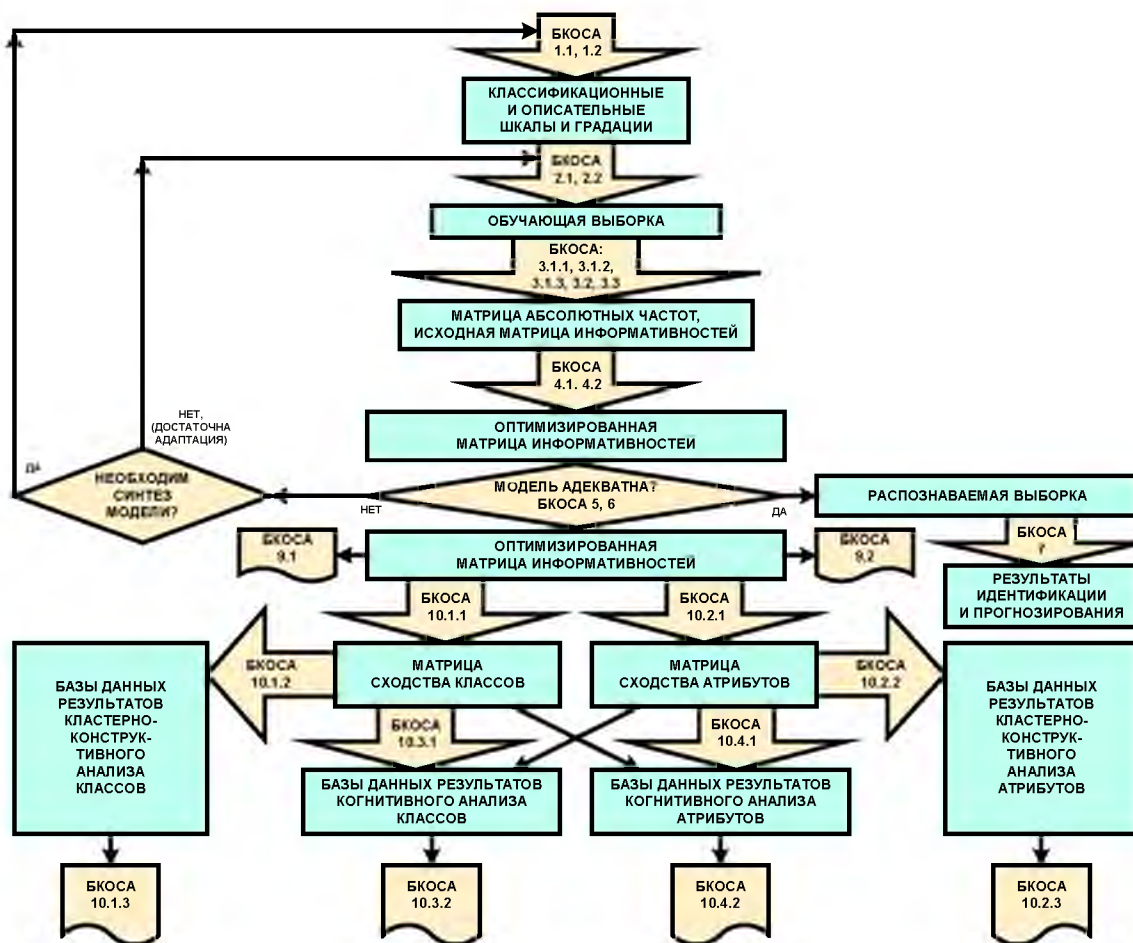 БКОСА
1.1, 1.2
КЛАССИФИКАЦИОННЫЕ
И ОПИСАТЕЛЬНЫЕ
ШКАЛЫ И ГРАДАЦИИ
БКОСА
2.1, 2.2
ОБУЧАЮЩАЯ ВЫБОРКА
БКОСА:
3.1.1, 3.1.2,
3.1.3, 3.2, 3.3
МАТРИЦА АБСОЛЮТНЫХ ЧАСТОТ,
ИСХОДНАЯ МАТРИЦА ИНФОРМАТИВНОСТЕЙ
БКОСА
4.1. 4.2
НЕТ,
(ДОСТАТОЧНА
АДАПТАЦИЯ)
ОПТИМИЗИРОВАННАЯ
МАТРИЦА ИНФОРМАТИВНОСТЕЙ
ДА
НЕОБХОДИМ
СИНТЕЗ
МОДЕЛИ?
НЕТ
МОДЕЛЬ АДЕКВАТНА?
БКОСА 5, 6
ДА
РАСПОЗНАВАЕМАЯ ВЫБОРКА
БКОСА
9.1
ОПТИМИЗИРОВАННАЯ
МАТРИЦА ИНФОРМАТИВНОСТЕЙ
БКОСА
9.2
БКОСА
7
РЕЗУЛЬТАТЫ
ИДЕНТИФИКАЦИИ
И ПРОГНОЗИРОВАНИЯ
БКОСА
10.1.1
БКОСА
10.2.1
БАЗЫ ДАННЫХ
РЕЗУЛЬТАТОВ
КЛАСТЕРНО-
КОНСТРУК-
ТИВНОГО
АНАЛИЗА
КЛАССОВ
БКОСА
10.1.2
МАТРИЦА
СХОДСТВА КЛАССОВ
МАТРИЦА
СХОДСТВА АТРИБУТОВ
БКОСА
10.2.2
БАЗЫ ДАННЫХ
РЕЗУЛЬТАТОВ
КЛАСТЕРНО-
КОНСТРУК-
ТИВНОГО
АНАЛИЗА
АТРИБУТОВ
БКОСА
10.3.1
БКОСА
10.4.1
БАЗЫ ДАННЫХ РЕЗУЛЬТАТОВ
КОГНИТИВНОГО АНАЛИЗА
КЛАССОВ
БАЗЫ ДАННЫХ РЕЗУЛЬТАТОВ
КОГНИТИВНОГО АНАЛИЗА
АТРИБУТОВ
БКОСА
10.1.3
БКОСА
10.3.2
БКОСА
10.4.2
БКОСА
10.2.3